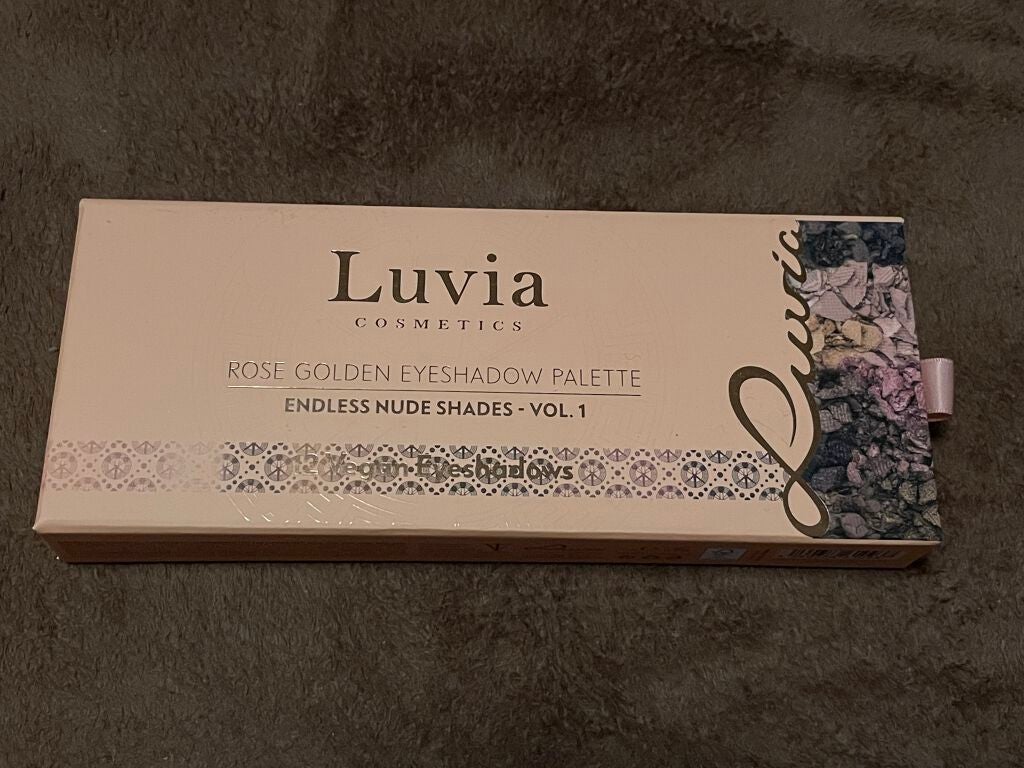 Luvia
COSMETICS
ROSE GOLDEN EYESHADOW PALETTE
ENDLESS NUDE SHADES - VOL. 1
12 Vegan Eyeshadows
Luvia